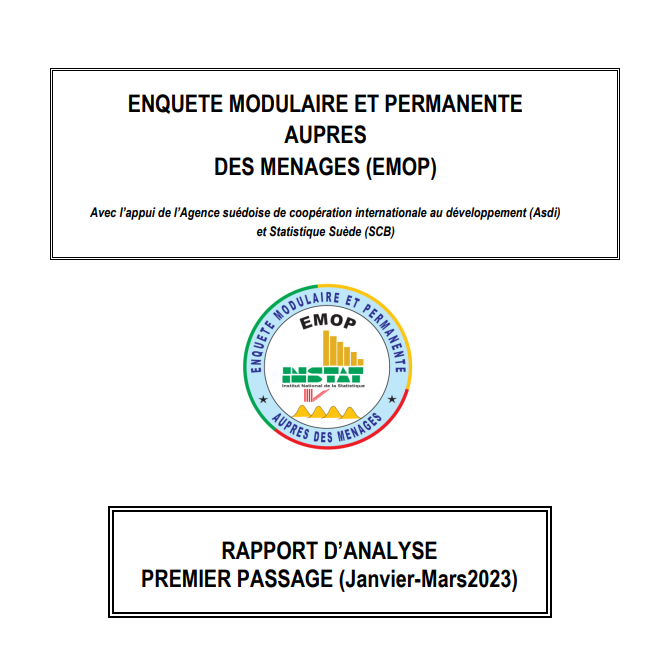 ENQUETE MODULAIRE ET PERMANENTE
AUPRES
DES MENAGES (EMOP)
Avec l’appui de l’Agence suédoise de coopération internationale au développement (Asdi)
et Statistique Suède (SCB)
ENQUETE MODULAIRE ET PERMANENTE
EMOP
INSTAT
Institut National de la Statistique
AUPRES DES MENAGES
RAPPORT D’ANALYSE
PREMIER PASSAGE (Janvier-Mars2023)